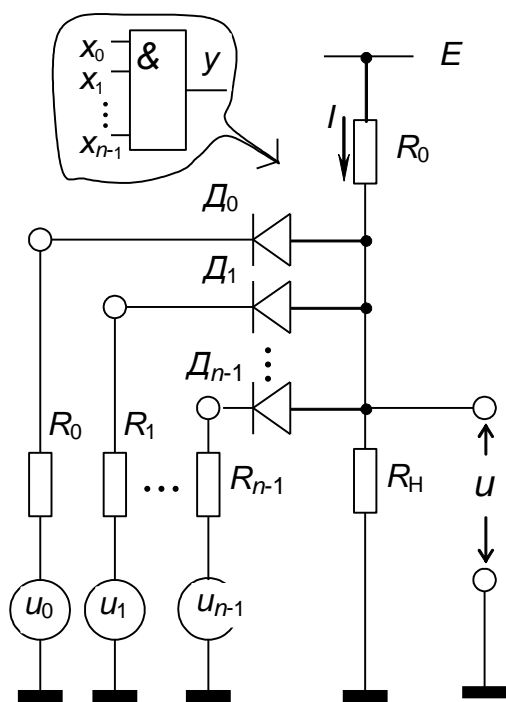 x0
x1
xn-1
&
y
E
I
R0
Д0
Д1
Дn-1
R0
R1
Rn-1
RН
u
u0
u1
un-1